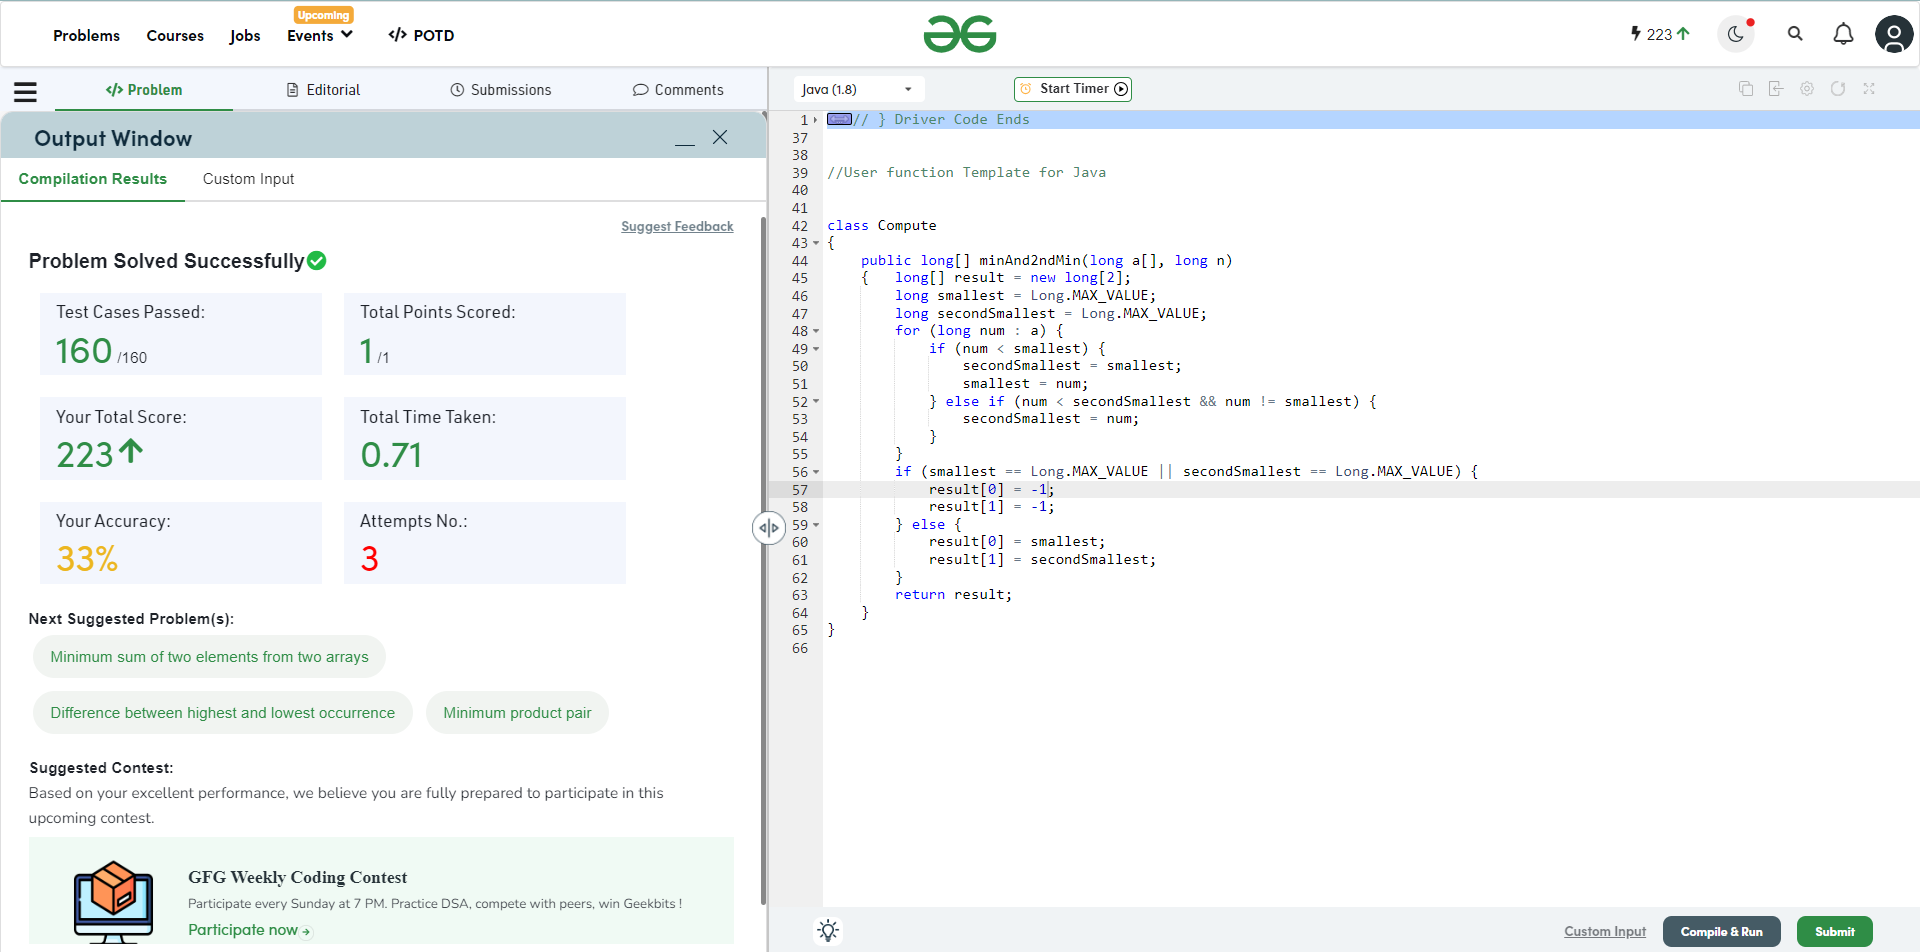 Problems Courses Jobs Upcoming Events </> POTD
223
</> Problem Editorial Submissions Comments
Output Window
Compilation Results Custom Input
Suggest Feedback
Problem Solved Successfully
Test Cases Passed:
160 /160
Total Points Scored:
1 /1
Your Total Score:
223
Total Time Taken:
0.71
Your Accuracy:
33%
Attempts No.:
3
Next Suggested Problem(s):
Minimum sum of two elements from two arrays
Difference between highest and lowest occurrence
Minimum product pair
Suggested Contest:
Based on your excellent performance, we believe you are fully prepared to participate in this
upcoming contest.
GFG Weekly Coding Contest
Participate every Sunday at 7 PM. Practice DSA, compete with peers, win Geekbits !
Participate now
Java (1.8) Start Timer
1 // } Driver Code Ends
37
38
39 //User function Template for Java
40
41
42 class Compute
43 {
44 public long[] minAnd2ndMin(long a[], long n)
45 { long[] result = new long[2];
46 long smallest = Long.MAX_VALUE;
47 long secondSmallest = Long.MAX_VALUE;
48 for (long num : a) {
49 if (num < smallest) {
50 secondSmallest = smallest;
51 smallest = num;
52 } else if (num < secondSmallest && num != smallest) {
53 secondSmallest = num;
54 }
55 }
56 if (smallest == Long.MAX_VALUE || secondSmallest == Long.MAX_VALUE) {
57 result[0] = -1;
58 result[1] = -1;
59 } else {
60 result[0] = smallest;
61 result[1] = secondSmallest;
62 }
63 return result;
64 }
65 }
66
Custom Input Compile & Run Submit